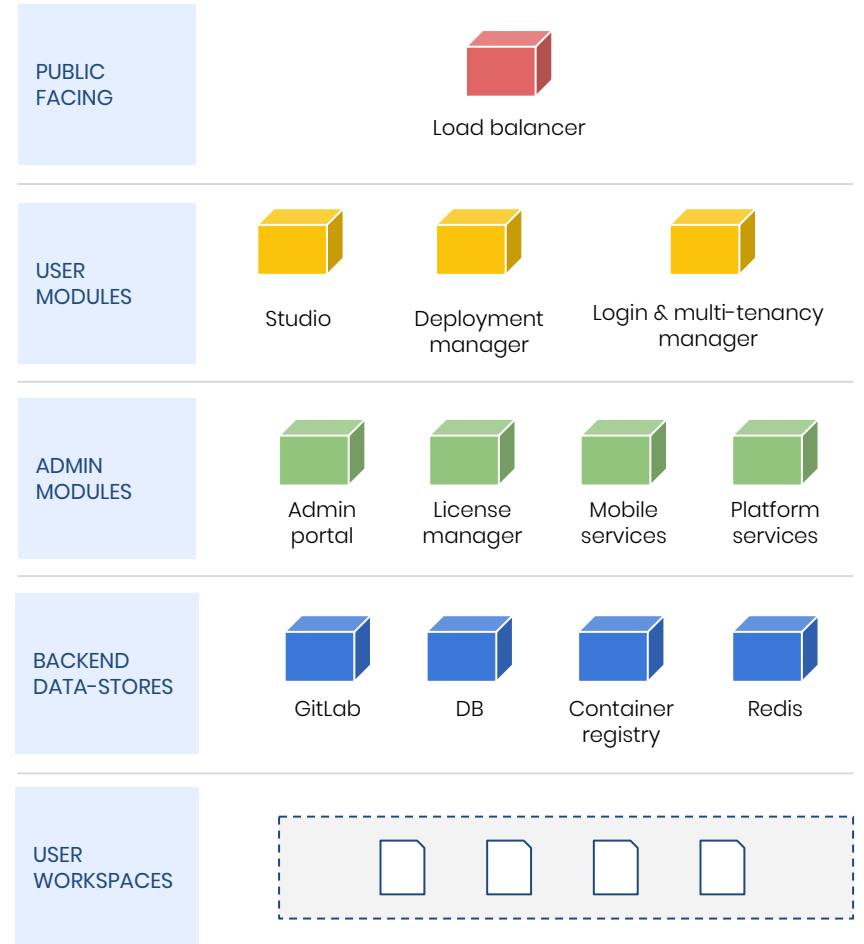 PUBLIC
FACING
Load balancer
USER
MODULES
Studio
Deployment
manager
Login & multi-tenancy
manager
ADMIN
MODULES
Admin
portal
License
manager
Mobile
services
Platform
services
BACKEND
DATA-STORES
GitLab
DB
Container
registry
Redis
USER
WORKSPACES